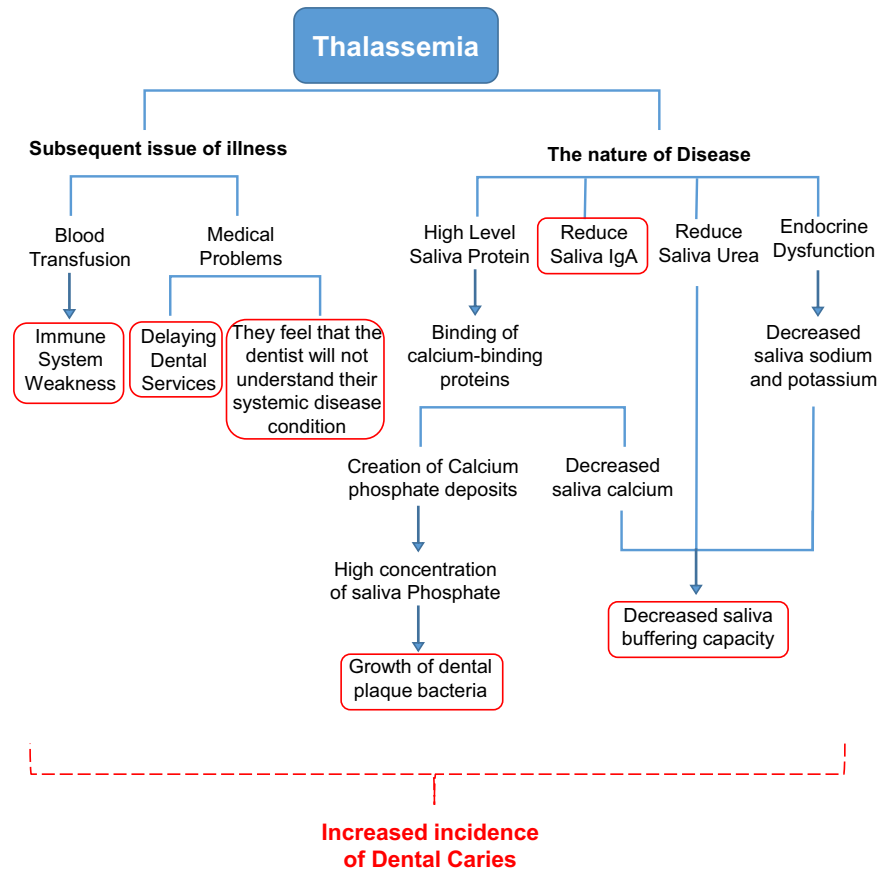 Thalassemia
Subsequent issue of illness
The nature of Disease
Blood
Transfusion
Medical
Problems
High Level
Saliva Protein
Reduce
Saliva IgA
Reduce
Saliva Urea
Endocrine
Dysfunction
Immune
System
Weakness
Delaying
Dental
Services
They feel that the
dentist will not
understand their
systemic disease
condition
Binding of
calcium-binding
proteins
Decreased
saliva sodium
and potassium
Creation of Calcium
phosphate deposits
Decreased
saliva calcium
High concentration
of saliva Phosphate
Decreased saliva
buffering capacity
Growth of dental
plaque bacteria
Increased incidence
of Dental Caries